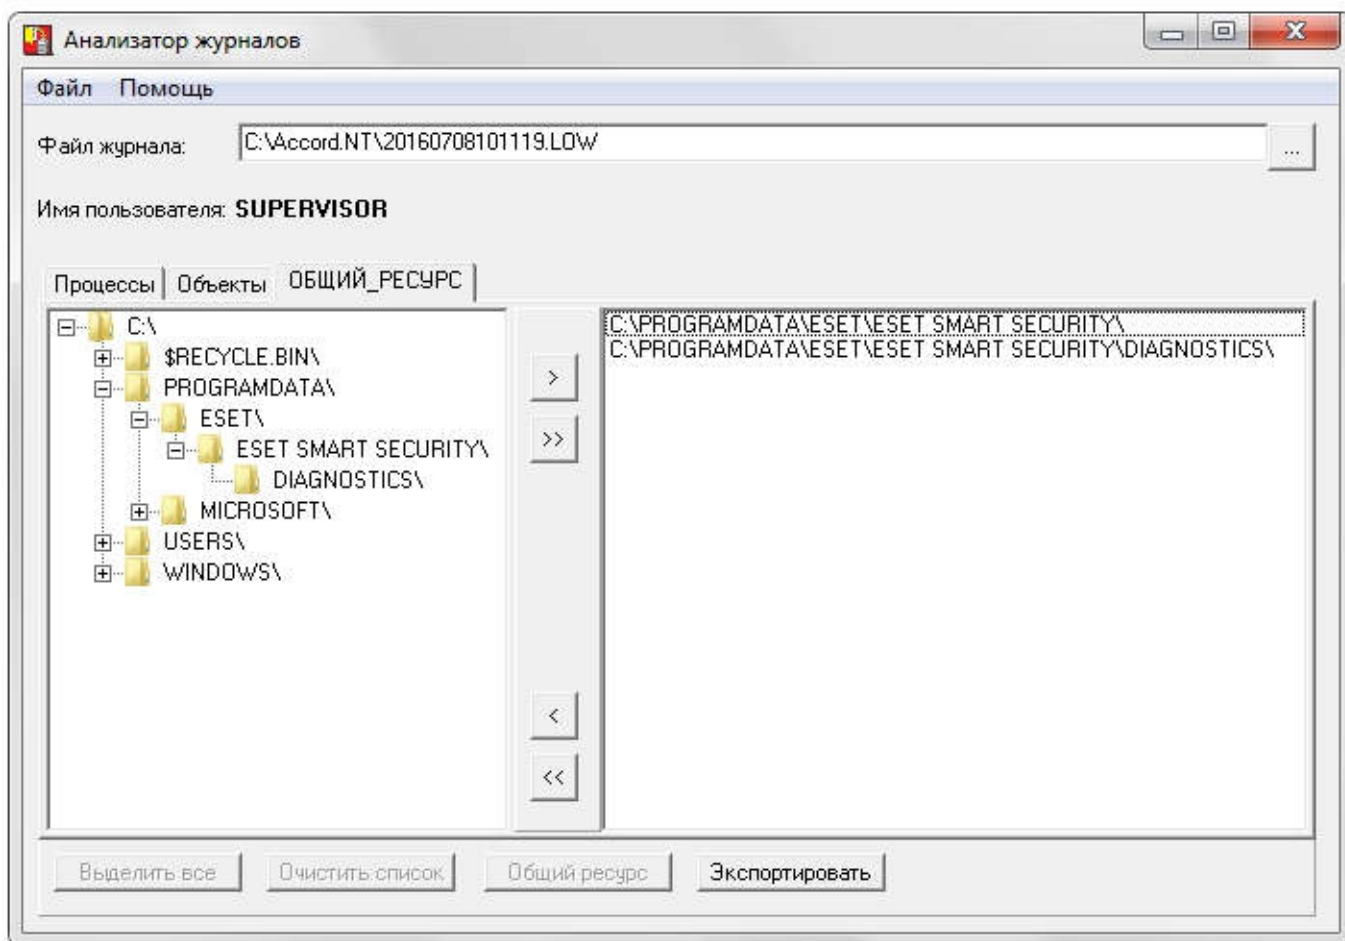 Анализатор журналов
Файл Помощь
Файл журнала: C:\Accord.NT\20160708101119.LOW ...
Имя пользователя: SUPERVISOR
Процессы Объекты ОБЩИЙ_РЕСУРС
C:\
$RECYCLE.BIN\
PROGRAMDATA\
ESET\
ESET SMART SECURITY\
DIAGNOSTICS\
MICROSOFT\
USERS\
WINDOWS\
>
>>
<
<<
C:\PROGRAMDATA\ESET\ESET SMART SECURITY\
C:\PROGRAMDATA\ESET\ESET SMART SECURITY\DIAGNOSTICS\
Выделить все Очистить список Общий ресурс Экспортировать